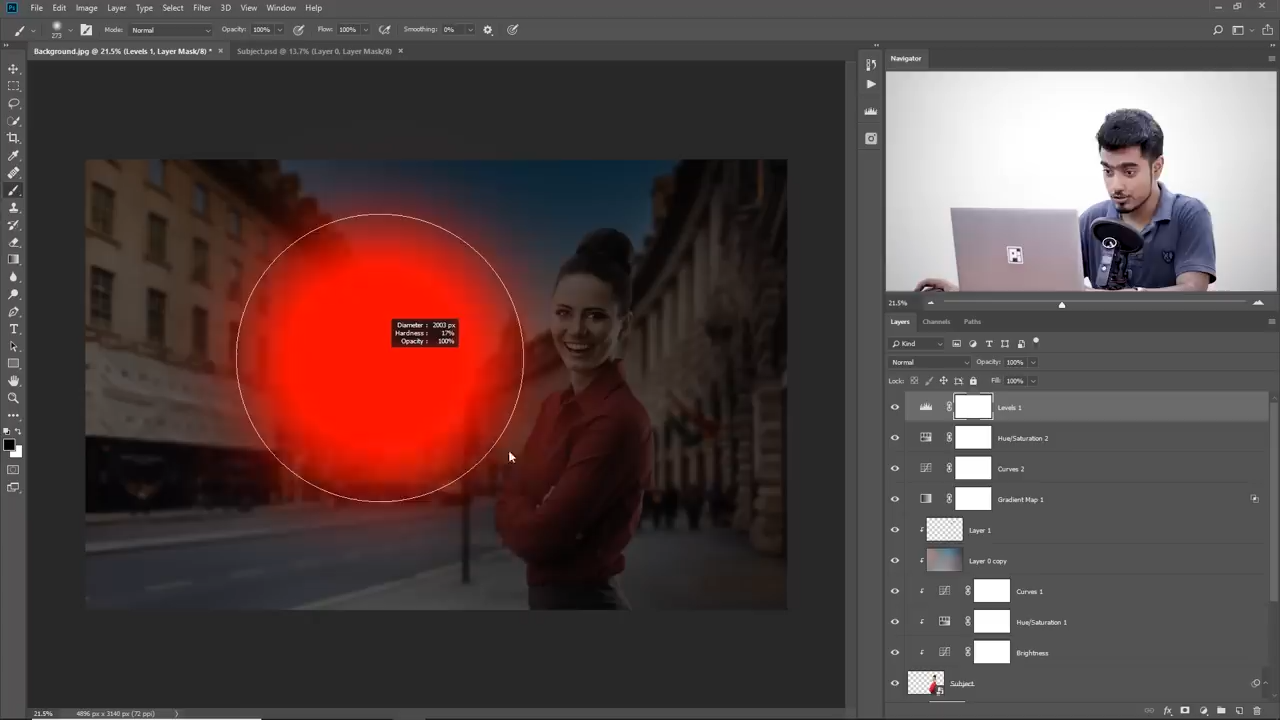 File Edit Image Layer Type Select Filter 3D View Window Help
273 Mode: Normal Opacity: 100% Flow: 100% Smoothing: 0%
Background.jpg @ 21.5% (Levels 1, Layer Mask/8) * Subject.psd @ 13.7% (Layer 0, Layer Mask/8)
Navigator
Diameter : 2003 px
Hardness : 17%
Opacity : 100%
21.5%
Layers Channels Paths
Kind
Normal Opacity: 100%
Lock: Fill: 100%
Levels 1
Hue/Saturation 2
Curves 2
Gradient Map 1
Layer 1
Layer 0 copy
Curves 1
Hue/Saturation 1
Brightness
Subject
21.5% 4896 px x 3140 px (72 ppi)